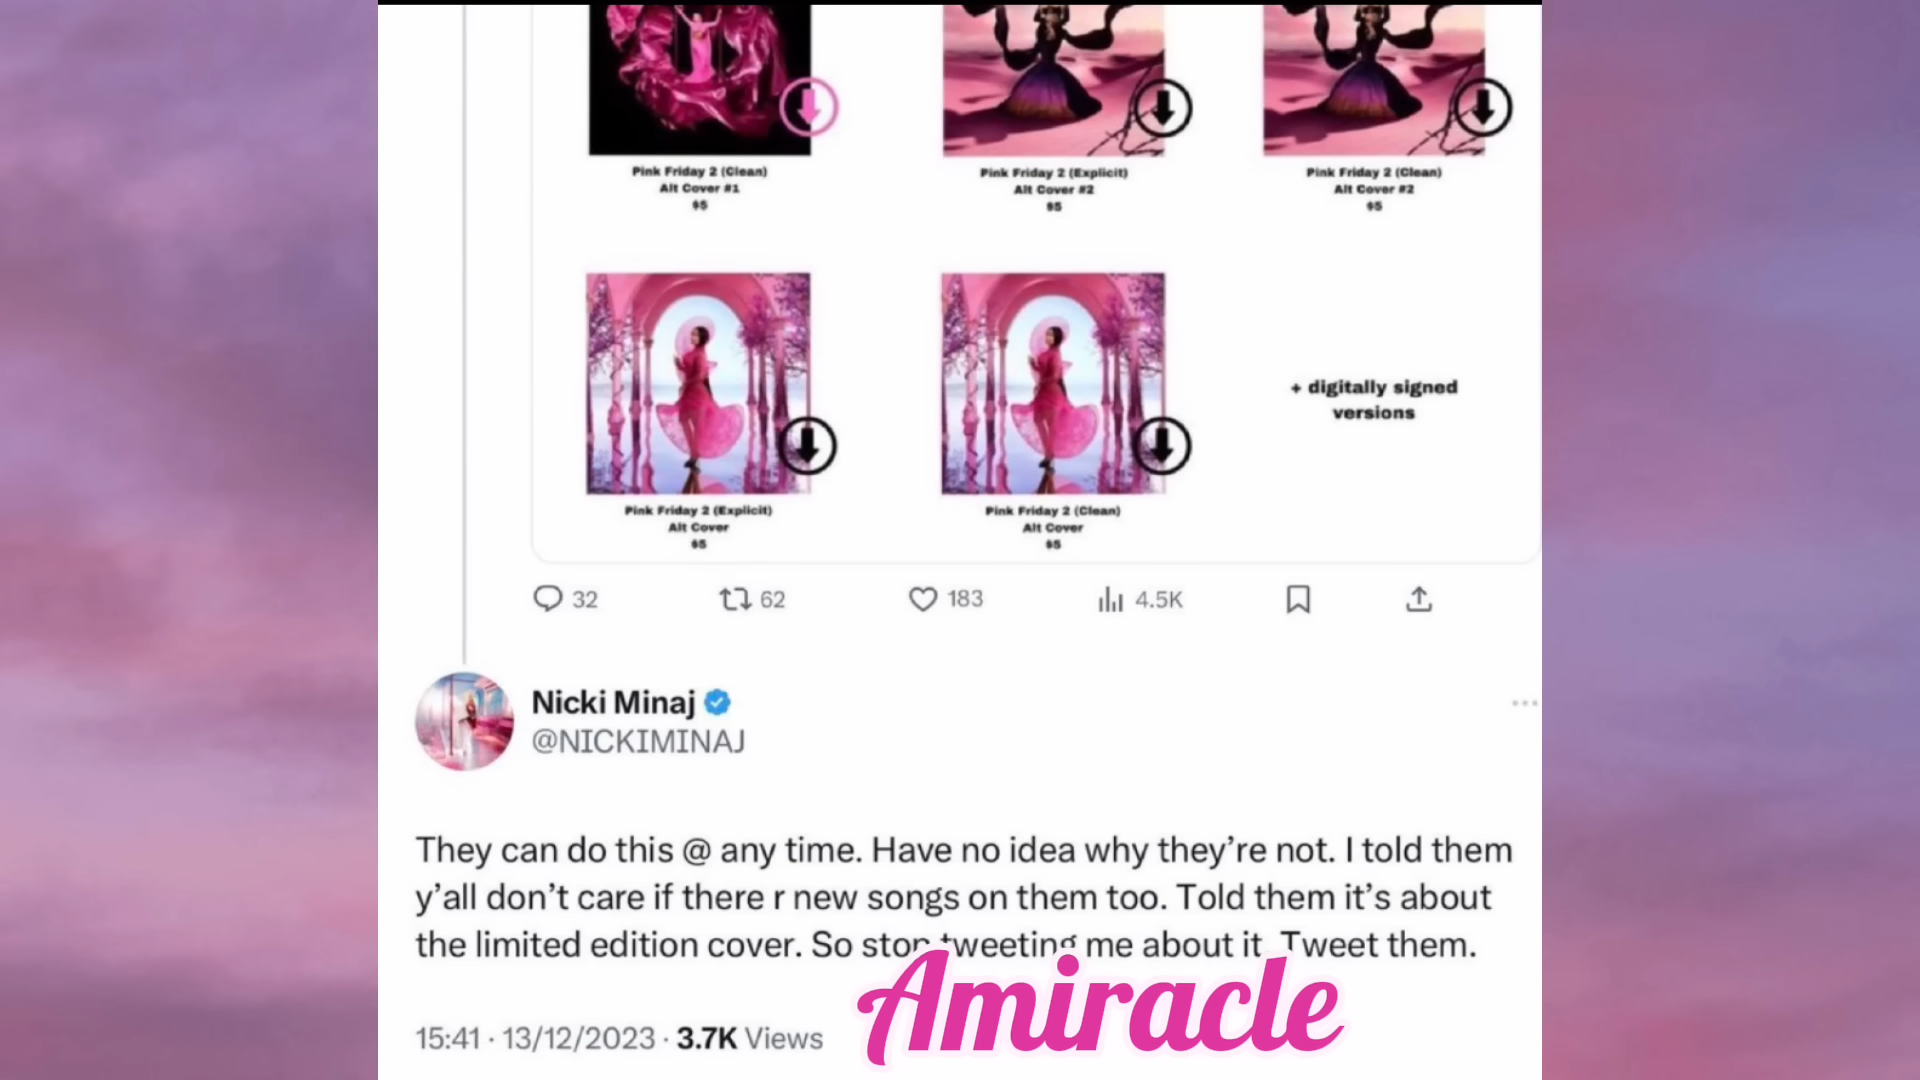 Pink Friday 2 (Clean)
Alt Cover #1
$5
Pink Friday 2 (Explicit)
Alt Cover #2
$5
Pink Friday 2 (Clean)
Alt Cover #2
$5
Pink Friday 2 (Explicit)
Alt Cover
$5
Pink Friday 2 (Clean)
Alt Cover
$5
+ digitally signed
versions
32 62 183 4.5K
Nicki Minaj
@NICKIMINAJ
They can do this @ any time. Have no idea why they’re not. I told them
y’all don’t care if there r new songs on them too. Told them it’s about
the limited edition cover. So stop tweeting me about it. Tweet them.
15:41 · 13/12/2023 · 3.7K Views
Amiracle